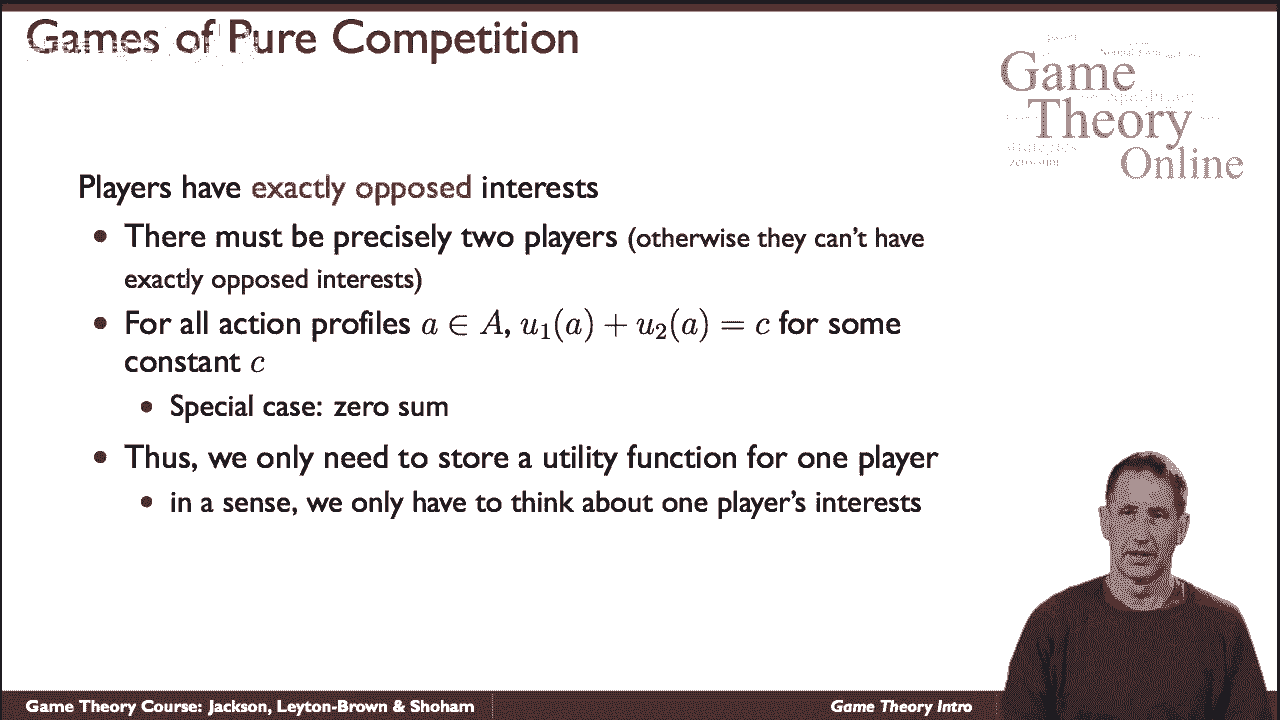 Games of Pure Competition
Game
Theory
Online
Players have exactly opposed interests
• There must be precisely two players (otherwise they can't have
exactly opposed interests)
• For all action profiles a ∈ A, u₁(a) + u₂(a) = c for some
constant c
• Special case: zero sum
• Thus, we only need to store a utility function for one player
• in a sense, we only have to think about one player's interests
Game Theory Course: Jackson, Leyton-Brown & Shoham
Game Theory Intro